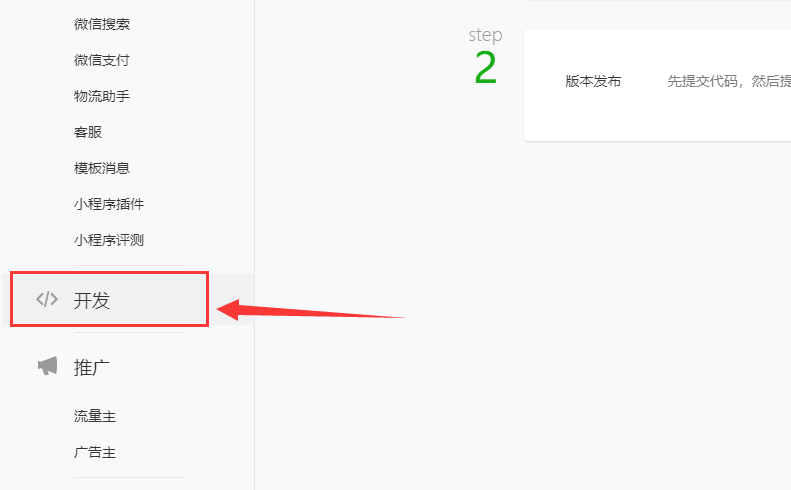 微信搜索
微信支付
物流助手
客服
模板消息
小程序插件
小程序评测
开发
推广
流量主
广告主
step
2
版本发布
先提交代码，然后提